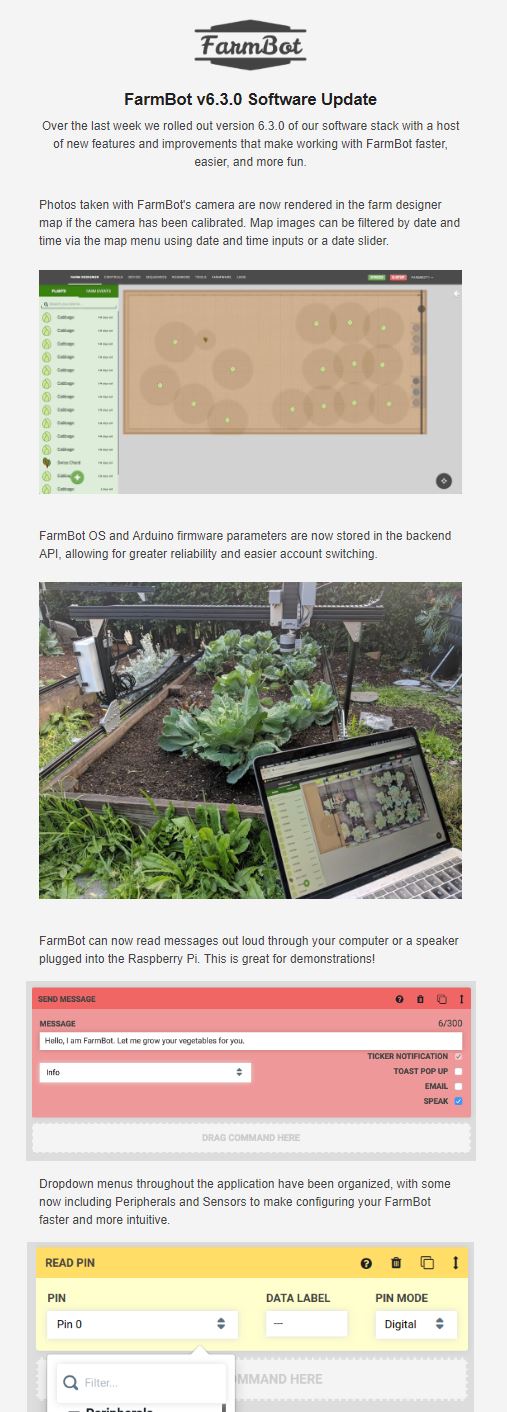 FarmBot
FarmBot v6.3.0 Software Update
Over the last week we rolled out version 6.3.0 of our software stack with a host
of new features and improvements that make working with FarmBot faster,
easier, and more fun.
Photos taken with FarmBot's camera are now rendered in the farm designer
map if the camera has been calibrated. Map images can be filtered by date and
time via the map menu using date and time inputs or a date slider.
FARM DESIGNER CONTROLS DEVICE SEQUENCES REGIMENS TOOLS FARMWARE LOGS
PLANTS FARM EVENTS
Cabbage
Cabbage
Cabbage
Cabbage
Cabbage
Cabbage
Cabbage
Cabbage
Cabbage
Cabbage
Cabbage
Swiss Chard
Cabbage
Cabbage
FarmBot OS and Arduino firmware parameters are now stored in the backend
API, allowing for greater reliability and easier account switching.
FarmBot can now read messages out loud through your computer or a speaker
plugged into the Raspberry Pi. This is great for demonstrations!
SEND MESSAGE
MESSAGE 6/300
Hello, I am FarmBot. Let me grow your vegetables for you.
TICKER NOTIFICATION
Info
TOAST POP UP
EMAIL
SPEAK
DRAG COMMAND HERE
Dropdown menus throughout the application have been organized, with some
now including Peripherals and Sensors to make configuring your FarmBot
faster and more intuitive.
READ PIN
PIN DATA LABEL PIN MODE
Pin 0 --- Digital
Filter...
MMAND HERE
Peripherals